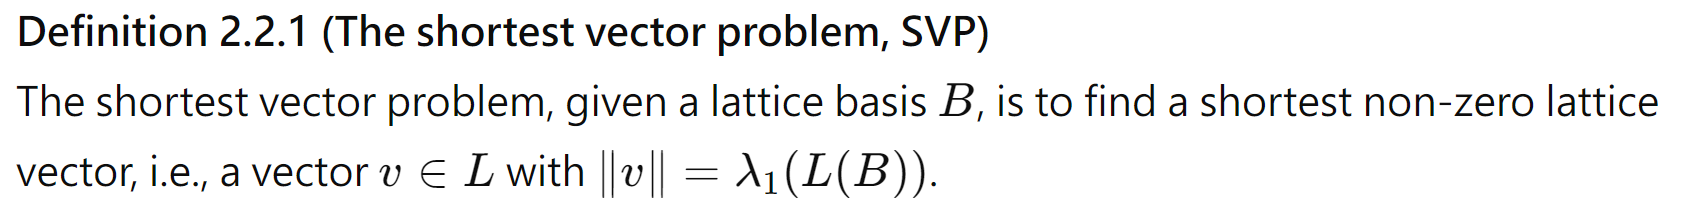 Definition 2.2.1 (The shortest vector problem, SVP)
The shortest vector problem, given a lattice basis B, is to find a shortest non-zero lattice
vector, i.e., a vector v ∈ L with ‖v‖ = λ₁(L(B)).